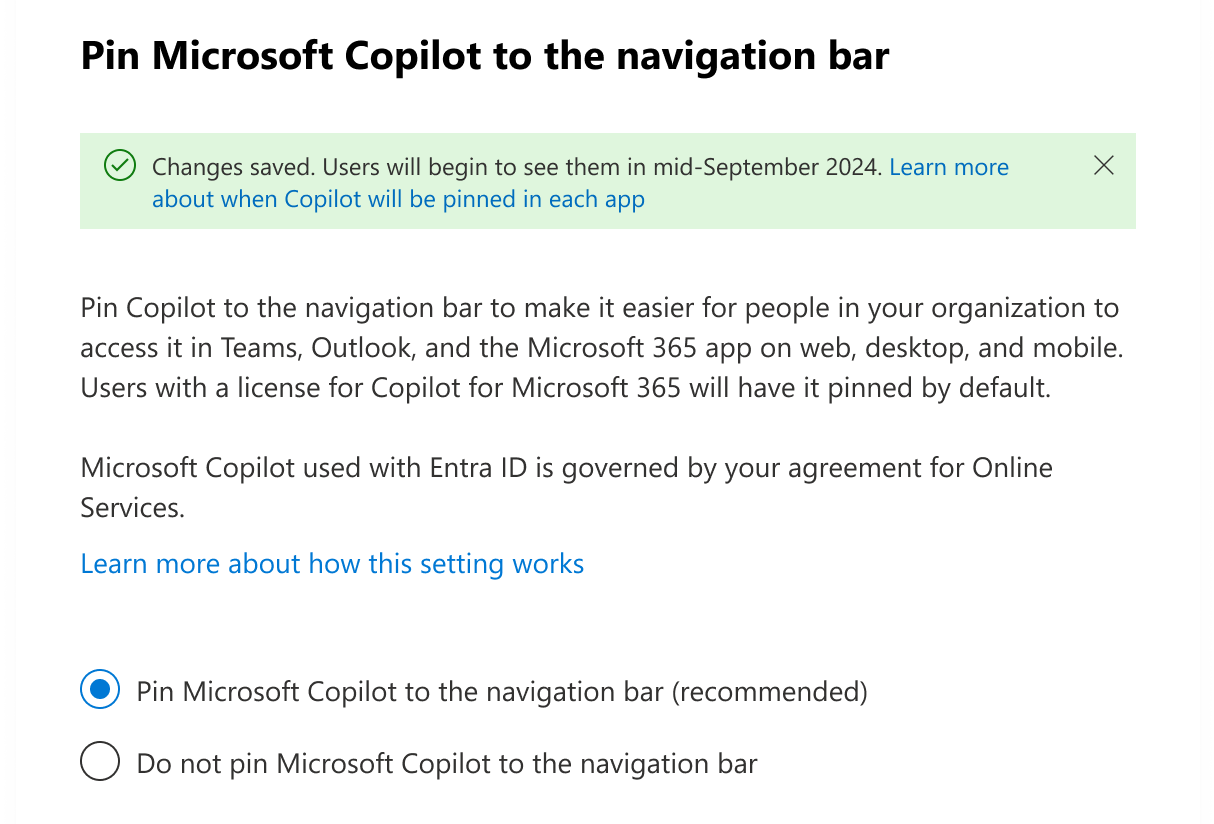 Pin Microsoft Copilot to the navigation bar
Changes saved. Users will begin to see them in mid-September 2024. Learn more
about when Copilot will be pinned in each app
Pin Copilot to the navigation bar to make it easier for people in your organization to
access it in Teams, Outlook, and the Microsoft 365 app on web, desktop, and mobile.
Users with a license for Copilot for Microsoft 365 will have it pinned by default.
Microsoft Copilot used with Entra ID is governed by your agreement for Online
Services.
Learn more about how this setting works
Pin Microsoft Copilot to the navigation bar (recommended)
Do not pin Microsoft Copilot to the navigation bar